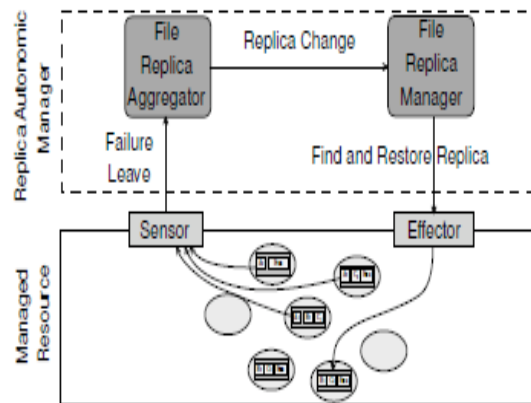 File
Replica
Aggregator
Replica Change
File
Replica
Manager
Replica Autonomic
Manager
Failure
Leave
Find and Restore Replica
Sensor
Effector
Managed
Resource